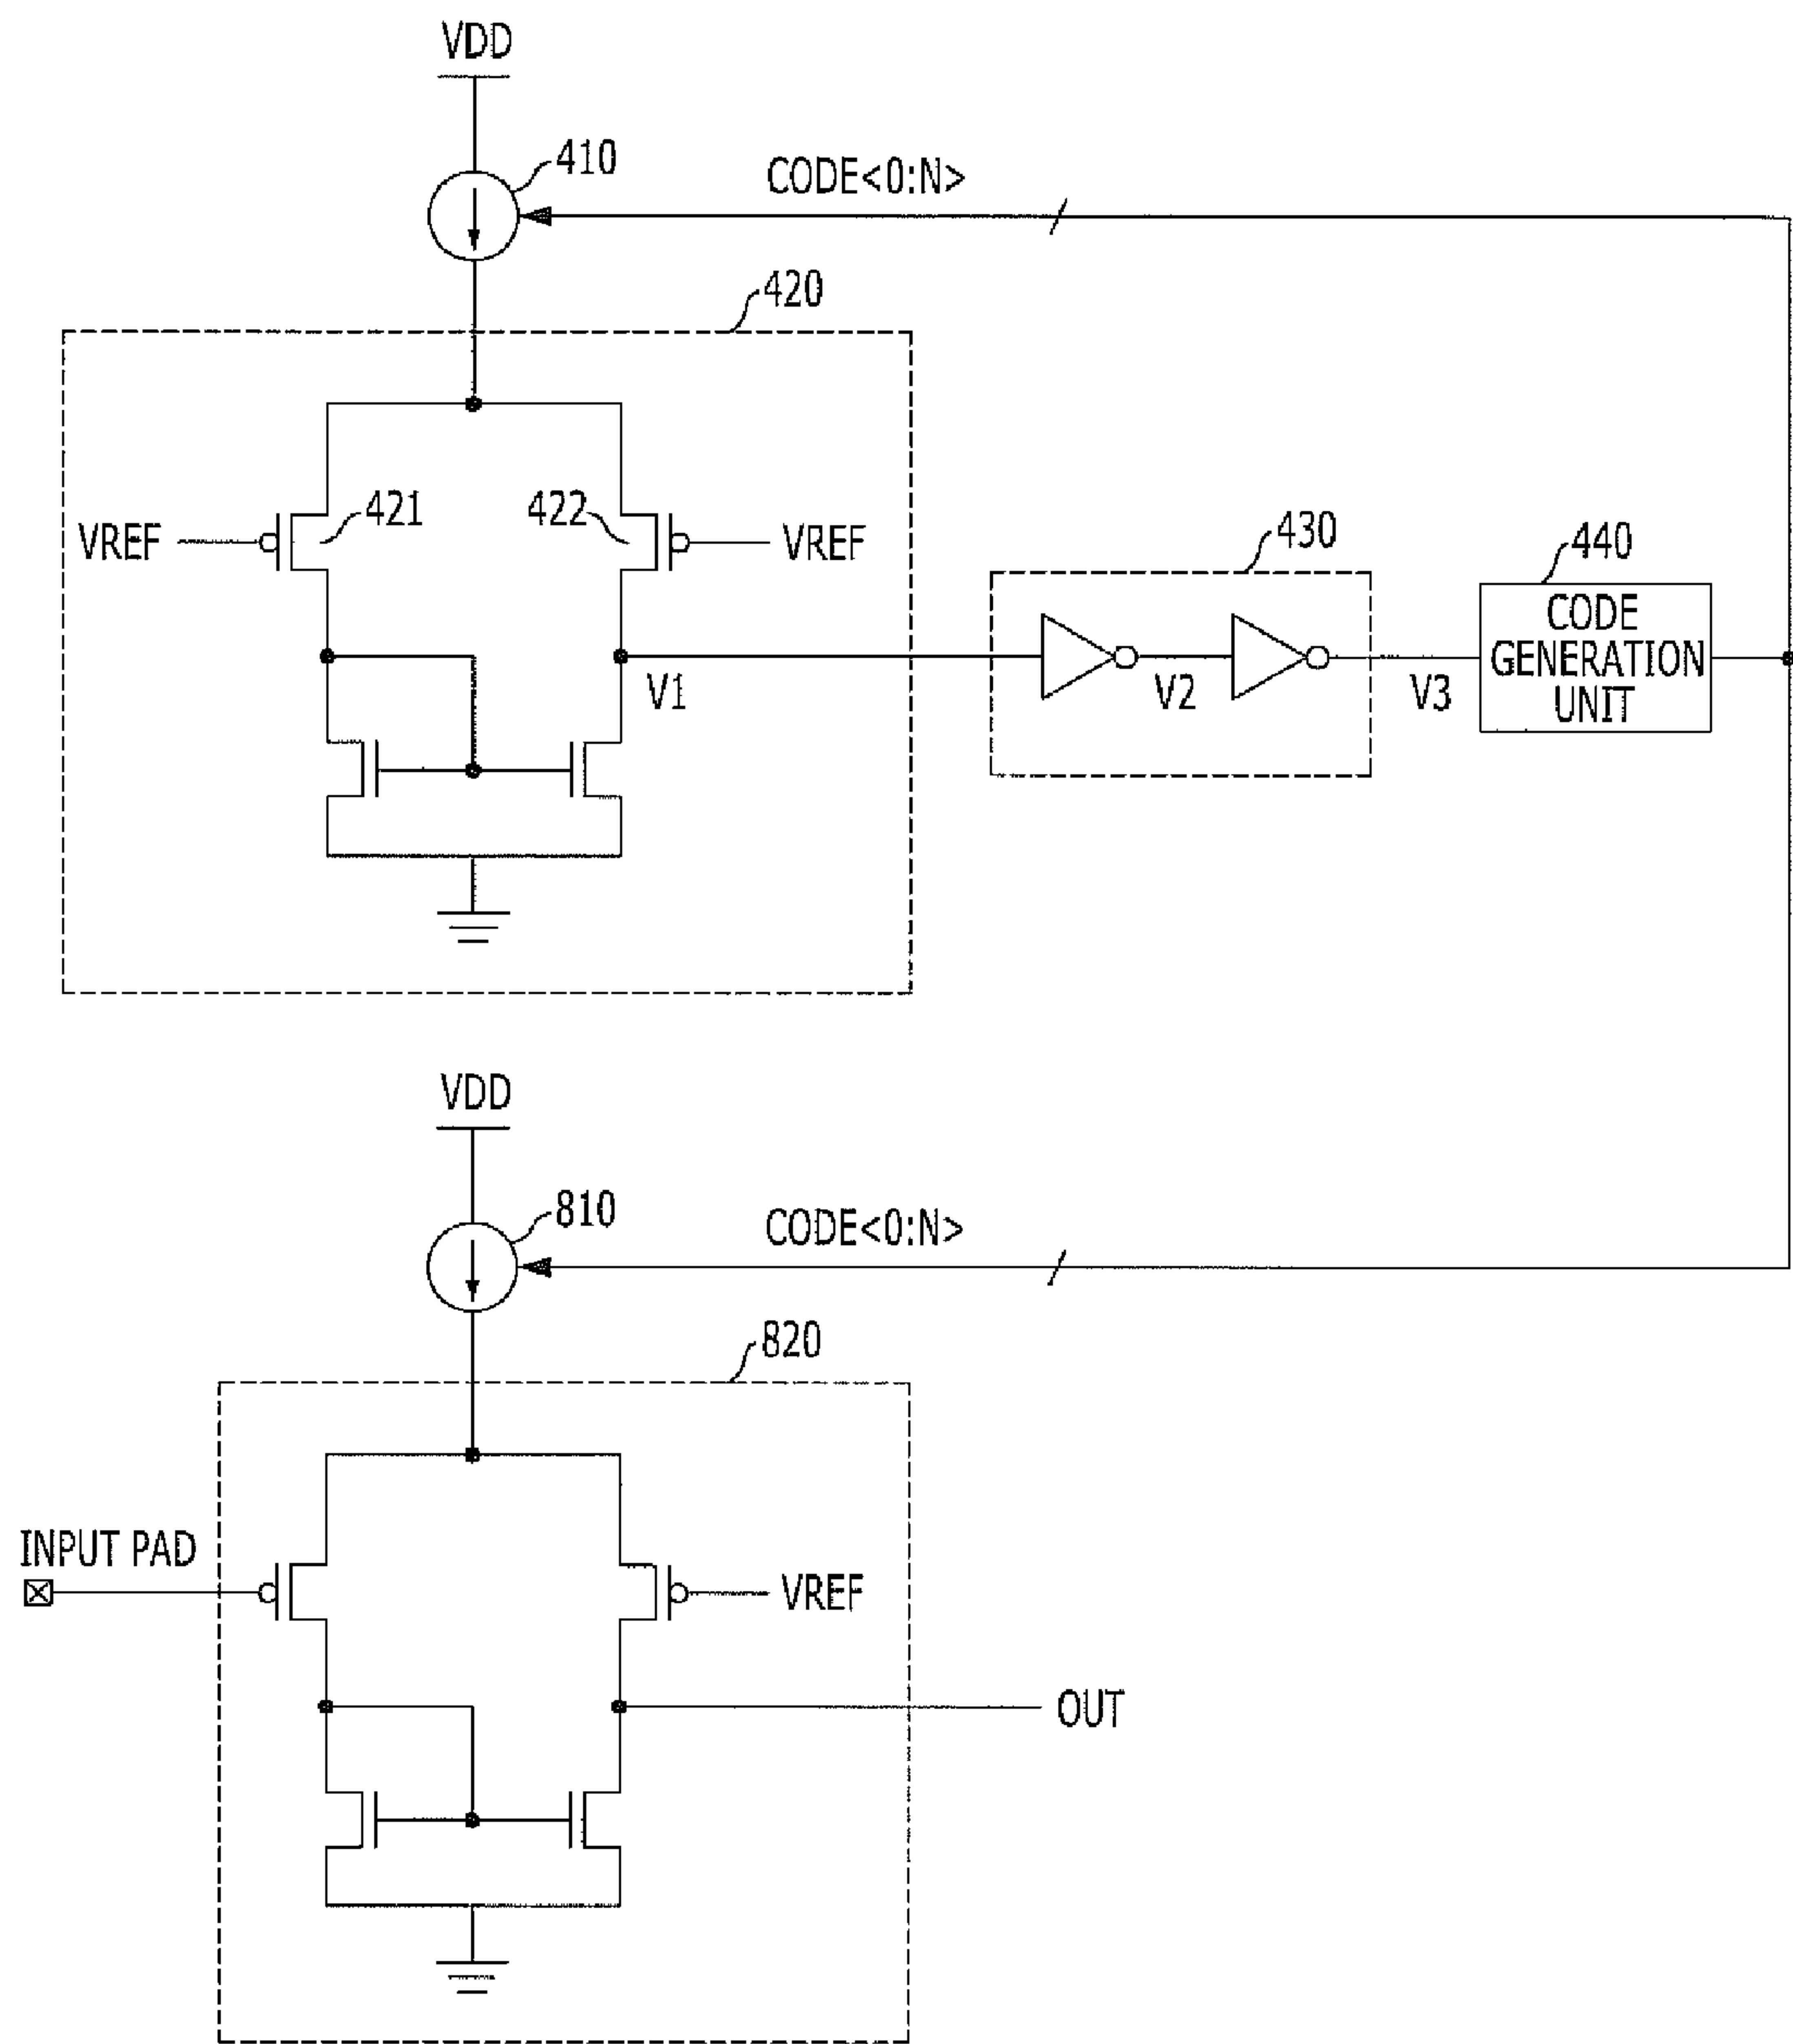 VDD
410
CODE<0:N>
420
VREF
421
422
VREF
430
440
CODE
GENERATION
UNIT
V1
V2
V3
VDD
810
CODE<0:N>
820
INPUT PAD
VREF
OUT